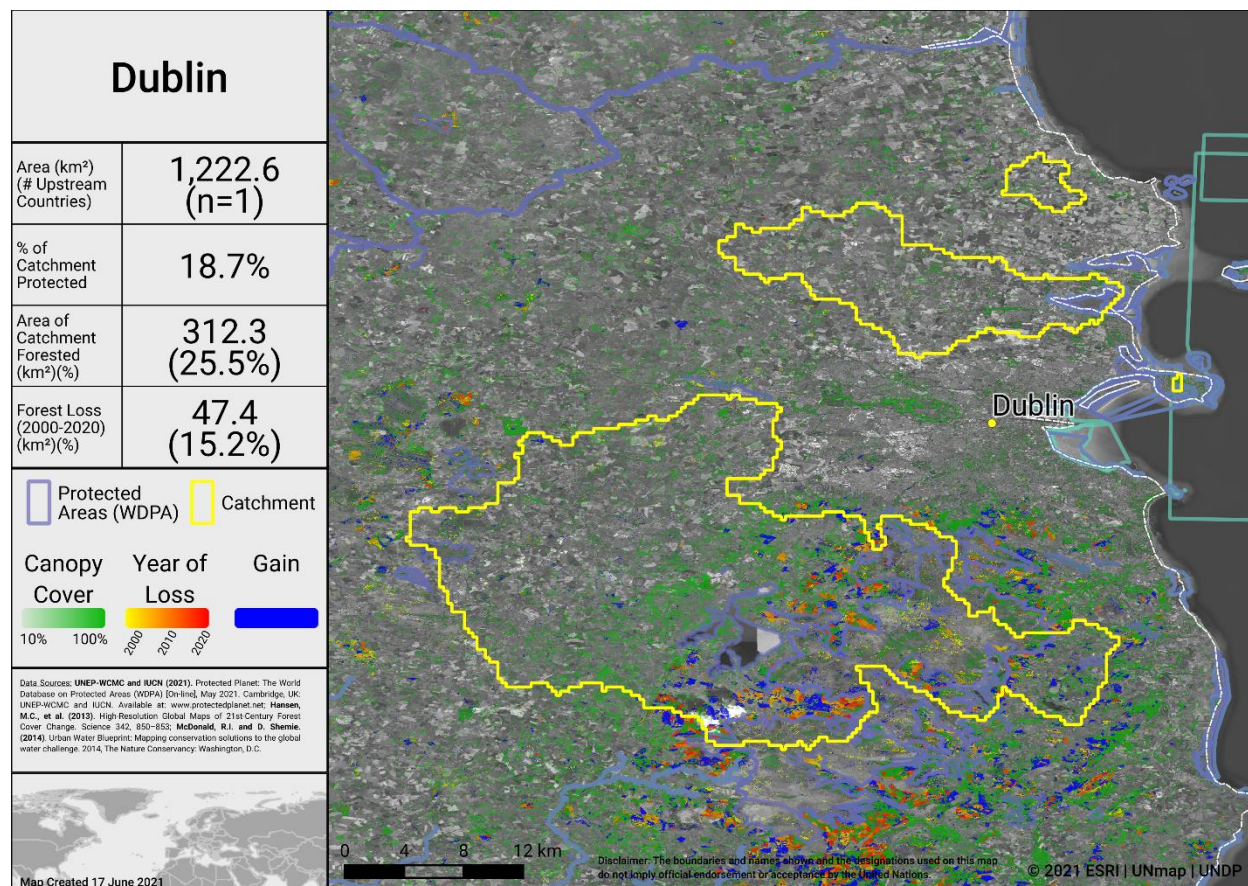 Dublin
Area (km²)
(# Upstream
Countries)
1,222.6
(n=1)
% of
Catchment
Protected
18.7%
Area of
Catchment
Forested
(km²)(%)
312.3
(25.5%)
Forest Loss
(2000-2020)
(km²)(%)
47.4
(15.2%)
Protected
Areas (WDPA)
Catchment
Canopy
Cover
10% 100%
Year of
Loss
2000 2010 2020
Gain
Data Sources: UNEP-WCMC and IUCN (2021). Protected Planet: The World
Database on Protected Areas (WDPA) [On-line], May 2021. Cambridge, UK:
UNEP-WCMC and IUCN. Available at: www.protectedplanet.net; Hansen,
M.C., et al. (2013). High-Resolution Global Maps of 21st-Century Forest
Cover Change. Science 342, 850–853; McDonald, R.I. and D. Shemie.
(2014). Urban Water Blueprint: Mapping conservation solutions to the global
water challenge. 2014, The Nature Conservancy: Washington, D.C.
Map Created 17 June 2021
Dublin
0 4 8 12 km
Disclaimer: The boundaries and names shown and the designations used on this map
do not imply official endorsement or acceptance by the United Nations.
© 2021 ESRI | UNmap | UNDP